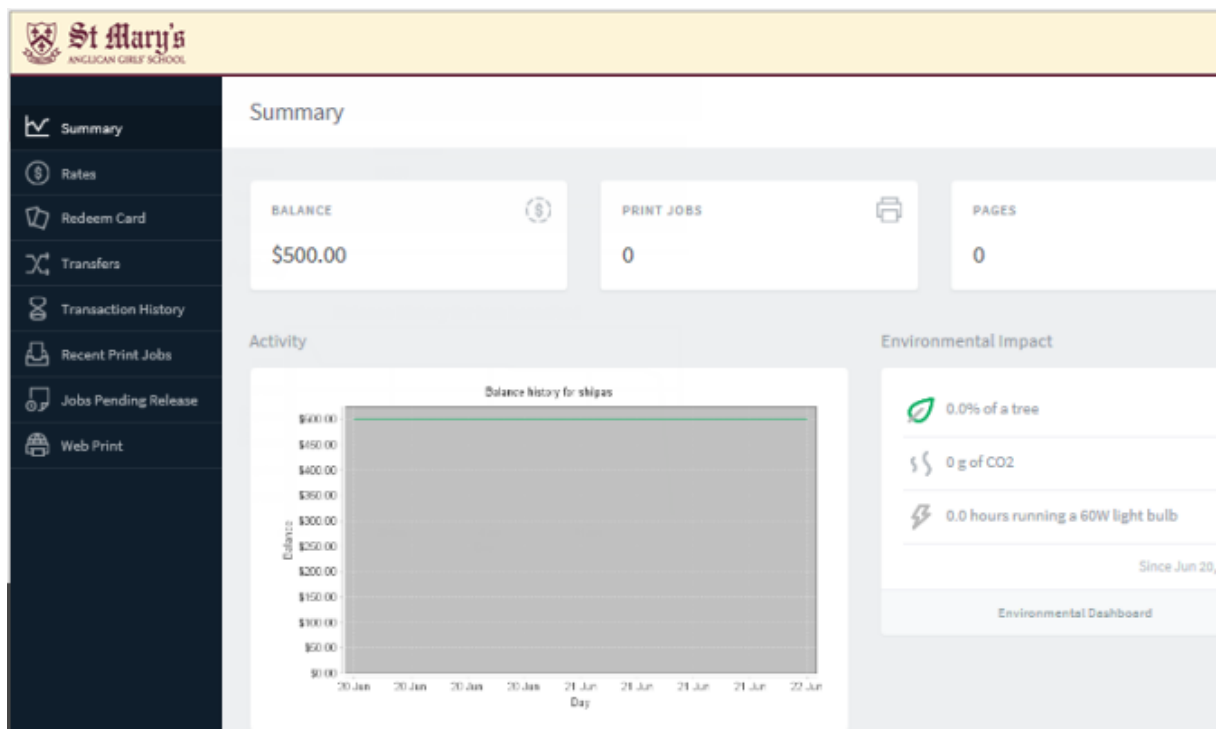 St Mary's
ANGLICAN GIRLS' SCHOOL
Summary
Rates
Redeem Card
Transfers
Transaction History
Recent Print Jobs
Jobs Pending Release
Web Print
Summary
BALANCE
$500.00
PRINT JOBS
0
PAGES
0
Activity
Balance history for shipas
$500.00
$450.00
$400.00
$350.00
$300.00
$250.00
$200.00
$150.00
$100.00
$50.00
$0.00
Balance
20 Jun 20 Jun 20 Jun 20 Jun 21 Jun 21 Jun 21 Jun 21 Jun 22 Jun
Day
Environmental Impact
0.0% of a tree
0 g of CO2
0.0 hours running a 60W light bulb
Since Jun 20,
Environmental Dashboard